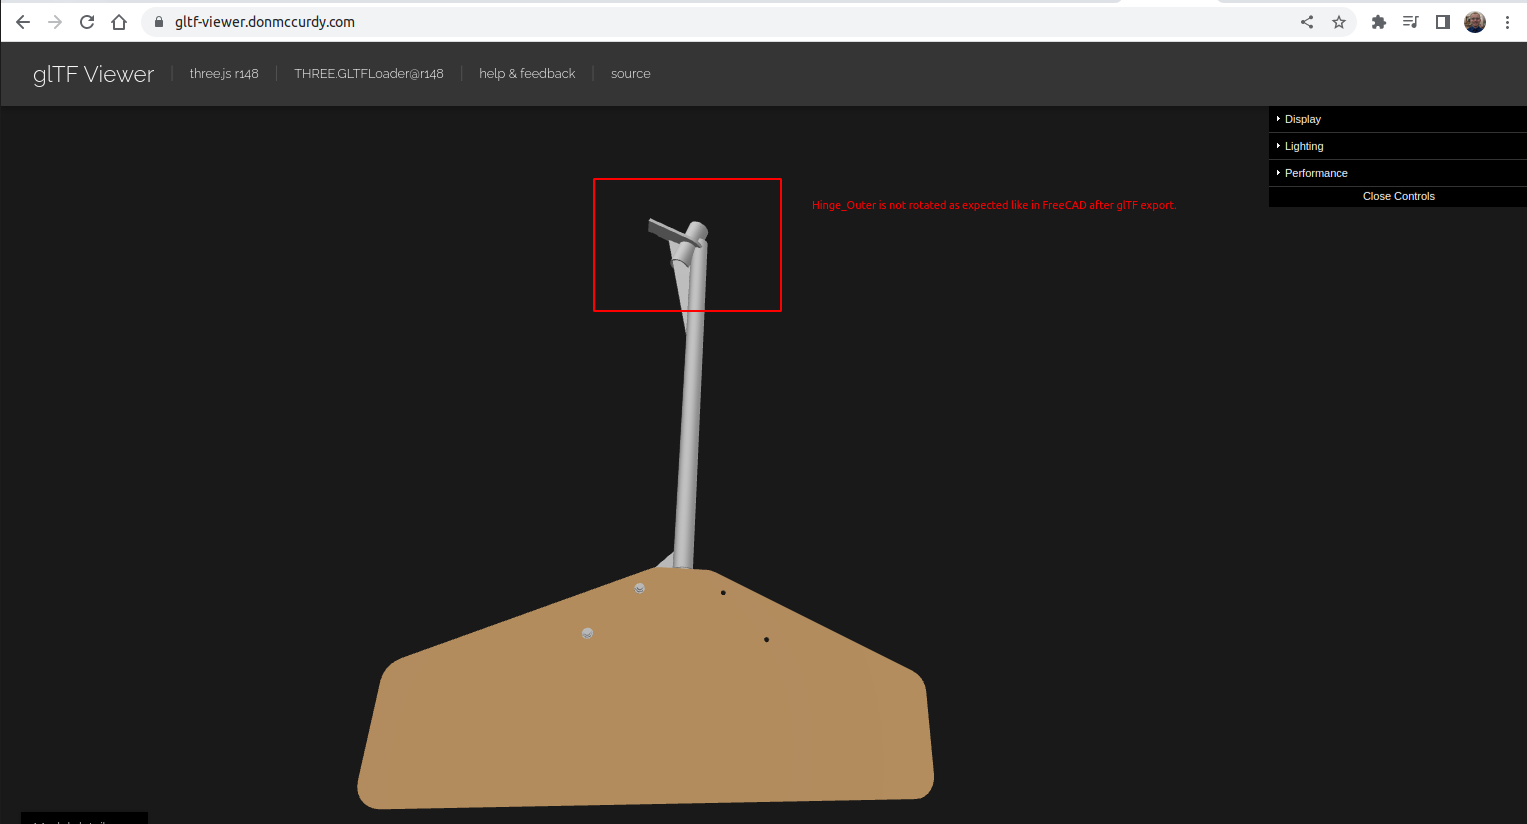 gltf-viewer.donmccurdy.com
glTF Viewer
three.js r148
THREE.GLTFLoader@r148
help & feedback
source
Display
Lighting
Performance
Close Controls
Hinge_Outer is not rotated as expected like in FreeCAD after glTF export.